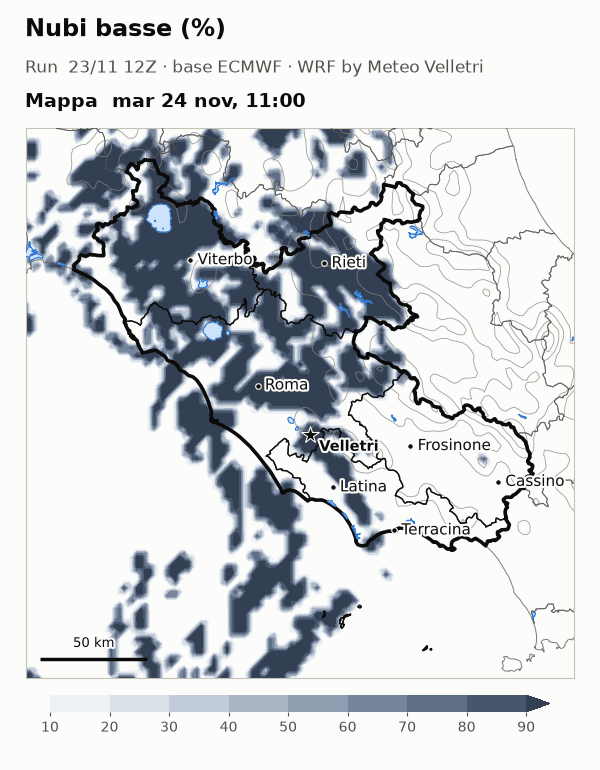 Nubi basse (%)
Run  23/11 12Z · base ECMWF · WRF by Meteo Velletri
Mappa  mar 24 nov, 11:00
Viterbo
Rieti
Roma
Velletri
Frosinone
Cassino
Latina
Terracina
50 km
10 20 30 40 50 60 70 80 90